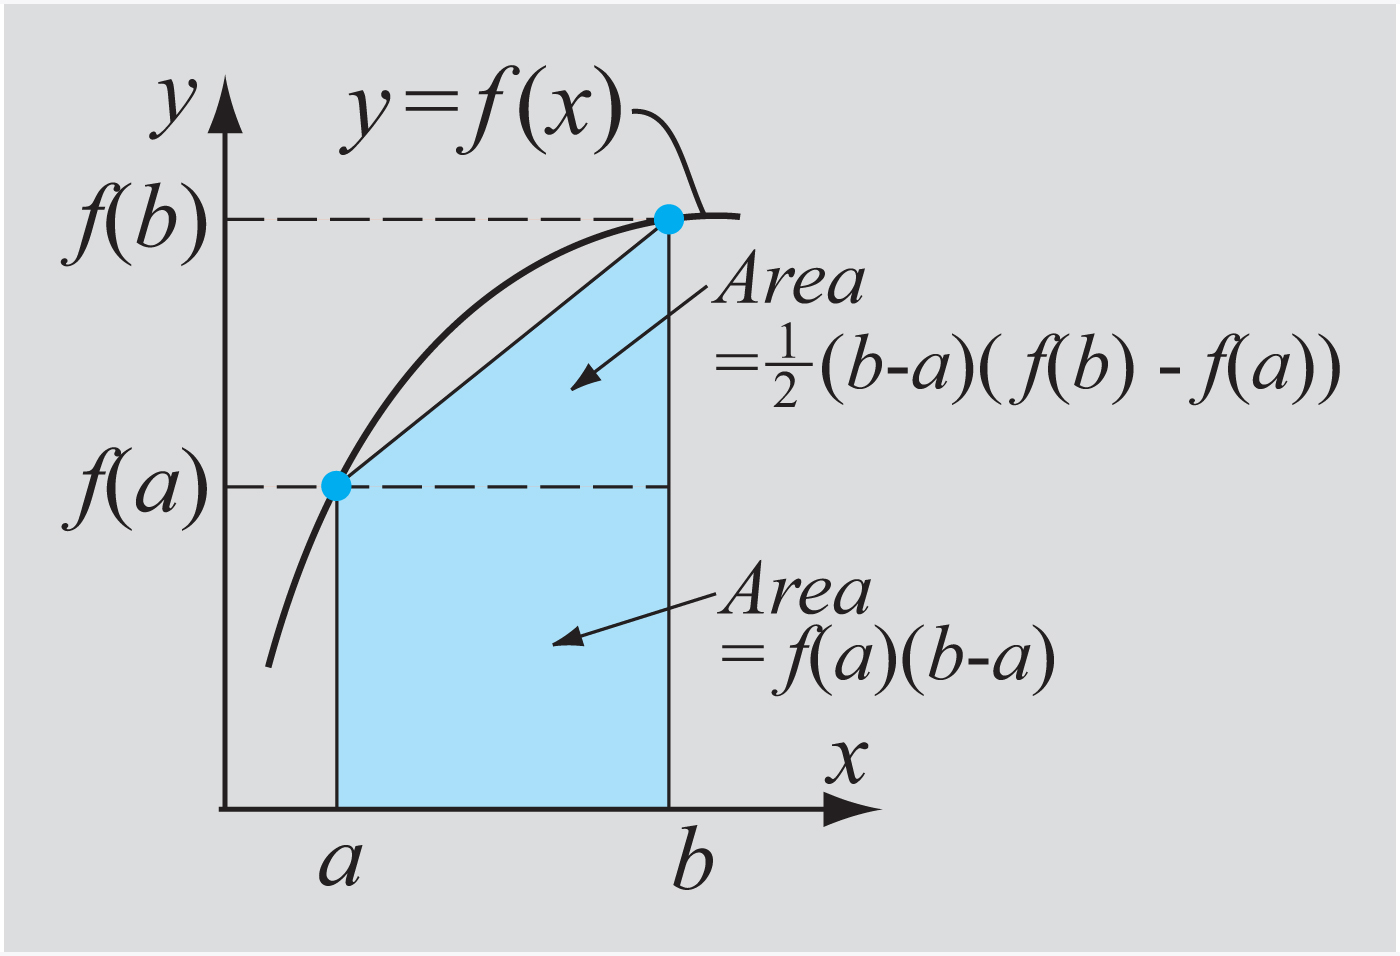 y
y=f(x)
f(b)
Area
=½(b-a)( f(b) - f(a))
f(a)
Area
= f(a)(b-a)
x
a
b